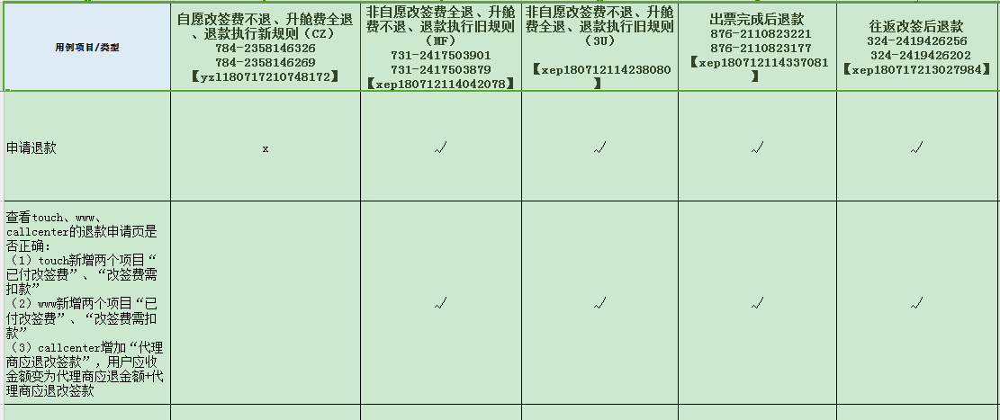 用例项目/类型
自愿改签费不退、升舱费全退
、退款执行新规则（CZ）
784-2358146326
784-2358146269
【yzl180717210748172】
非自愿改签费全退、升舱
费不退、退款执行旧规则
（MF）
731-2417503901
731-2417503879
【xep180712114042078】
非自愿改签费不退、升舱
费全退、退款执行旧规则
（3U）
【xep180712114238080
】
出票完成后退款
876-2110823221
876-2110823177
【xep180712114337081
】
往返改签后退款
324-2419426256
324-2419426202
【xep180717213027984】
申请退款
x
√
√
√
√
查看touch、www、
callcenter的退款申请页是
否正确：
（1）touch新增两个项目“
已付改签费”、“改签费需
扣款”
（2）www新增两个项目“已
付改签费”、“改签费需扣
款”
（3）callcenter增加“代理
商应退改签款”，用户应收
金额变为代理商应退金额+代
理商应退改签款
√
√
√
√